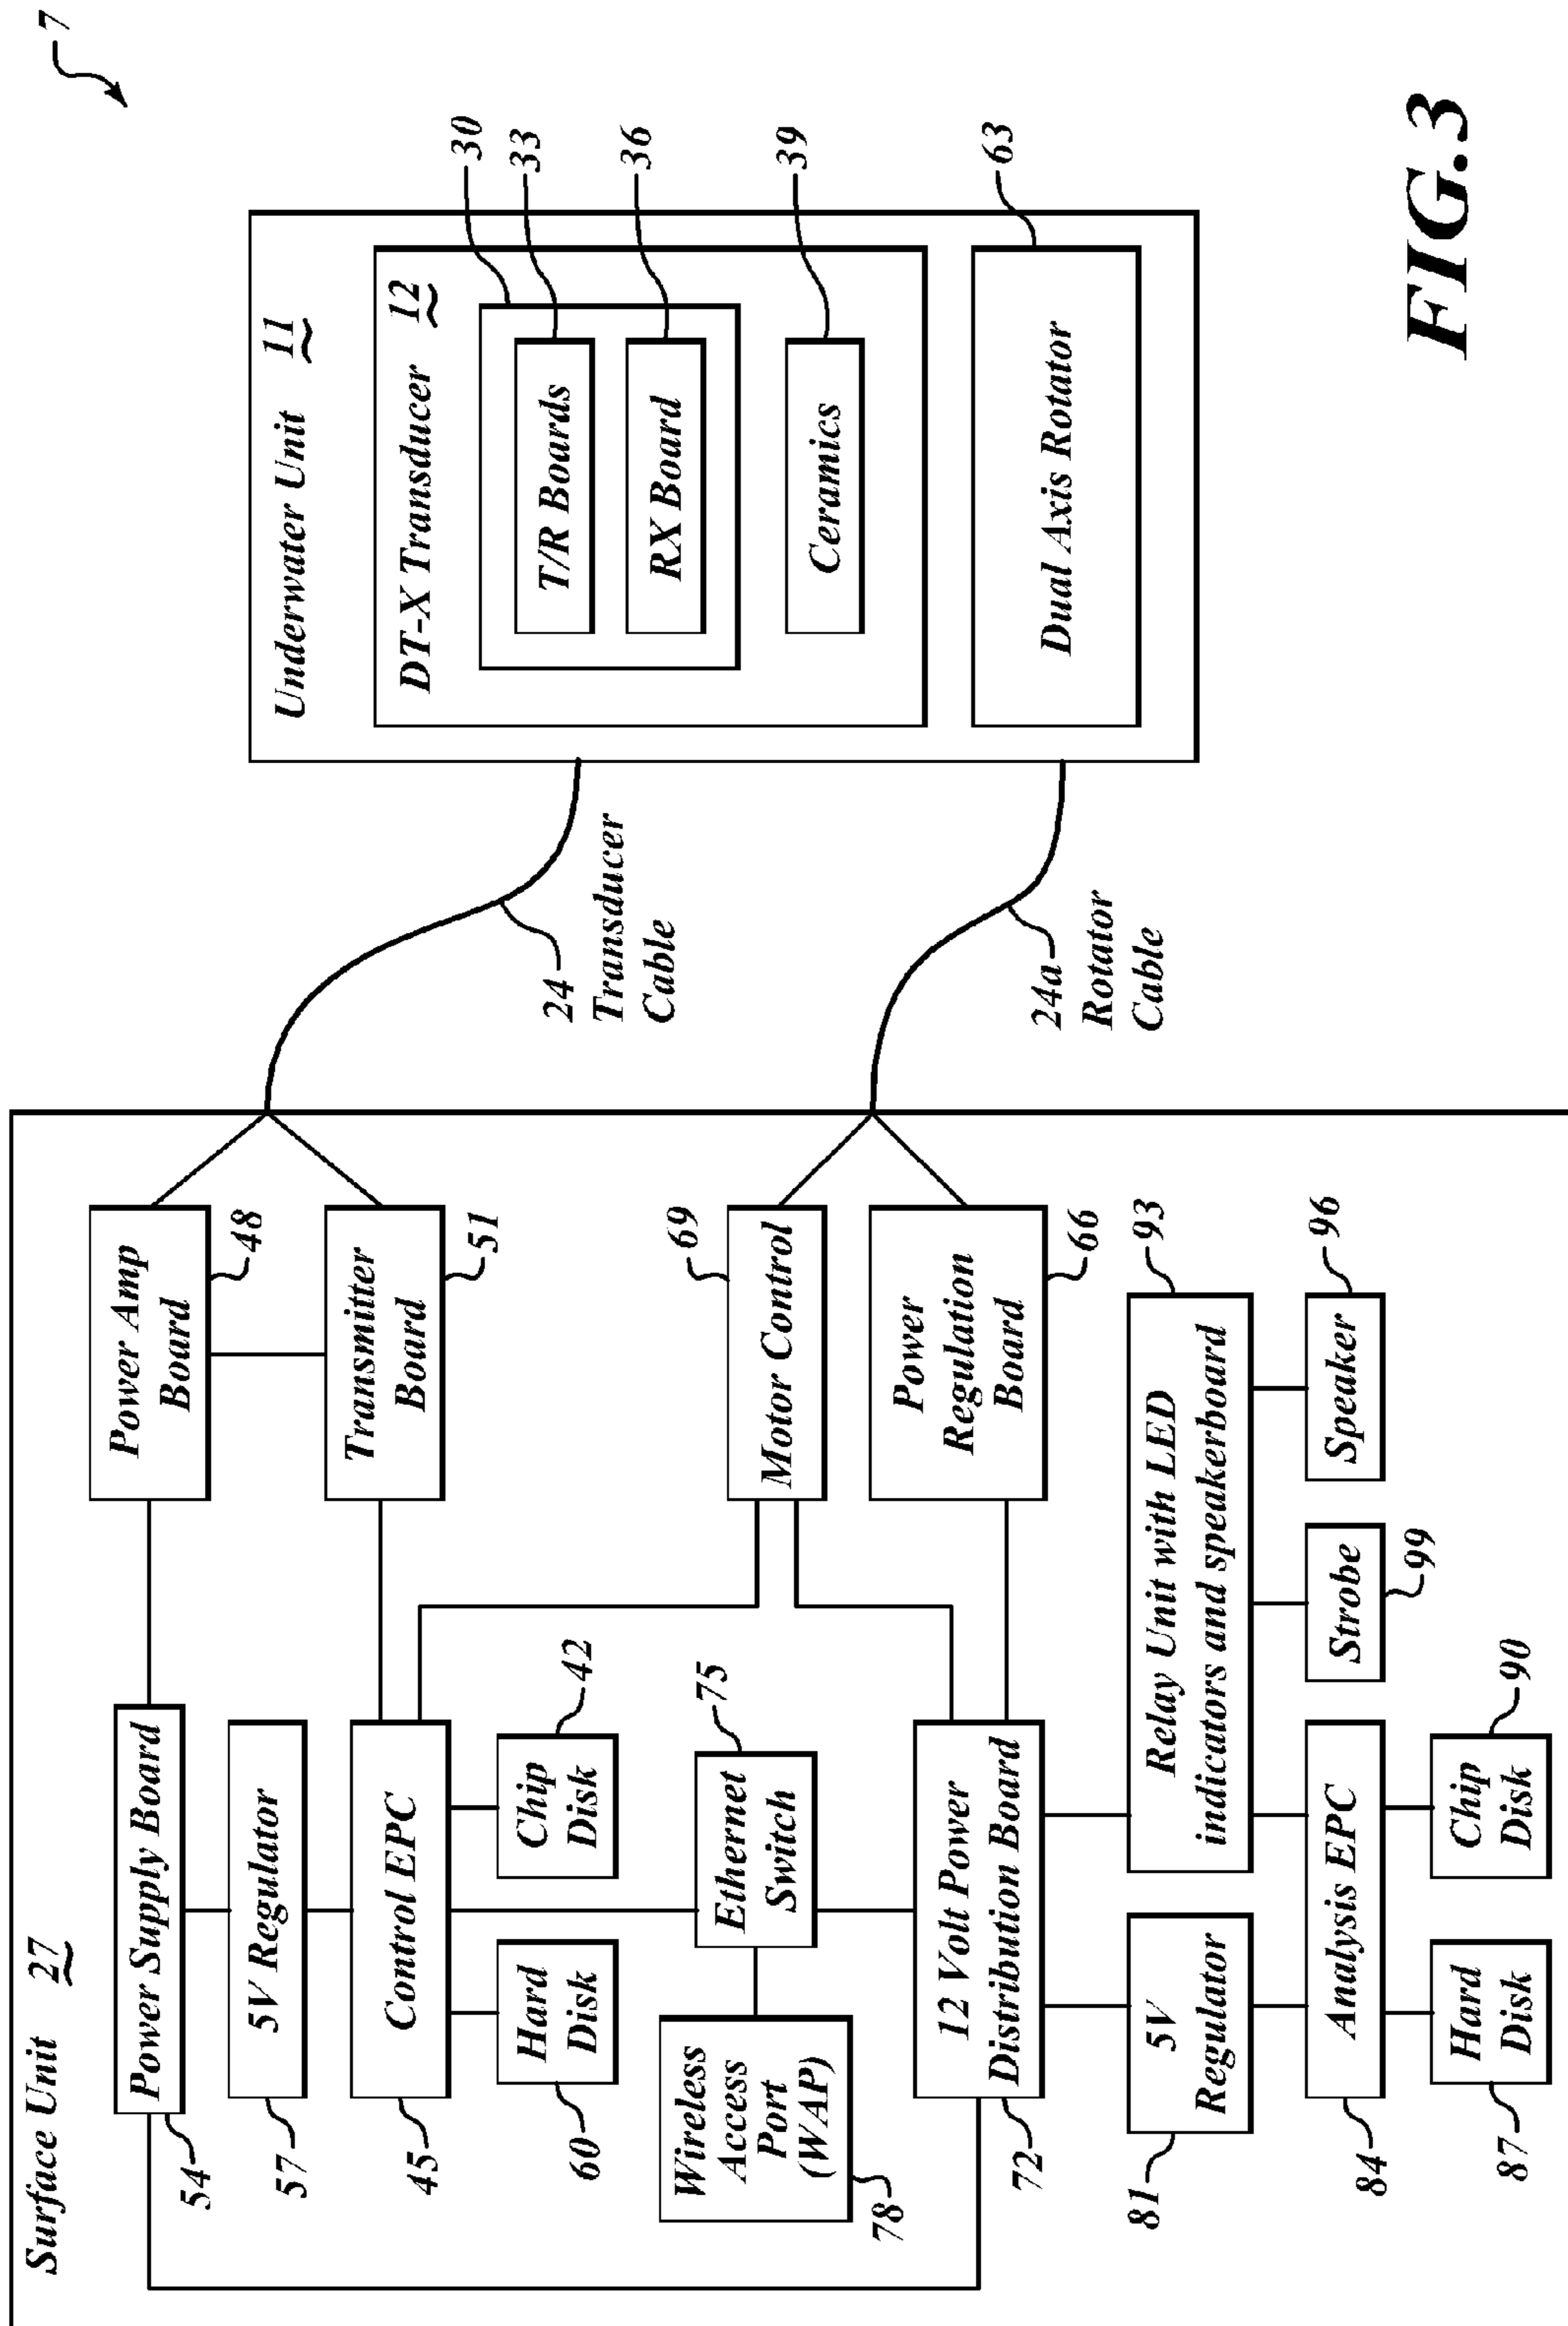 7
Surface Unit 27
54
Power Supply Board
57
5V Regulator
45
Control EPC
60
Hard
Disk
Chip
Disk
42
Power Amp
Board
48
Transmitter
Board
51
Wireless
Access
Port
(WAP)
78
Ethernet
Switch
75
69
Motor Control
72
12 Volt Power
Distribution Board
Power
Regulation
Board
66
81
5V
Regulator
Relay Unit with LED
indicators and speakerboard
93
84
Analysis EPC
Strobe
99
Speaker
96
87
Hard
Disk
Chip
Disk
90
24
Transducer
Cable
24a
Rotator
Cable
Underwater Unit 11
DT-X Transducer 12
30
T/R Boards
33
RX Board
36
Ceramics
39
Dual Axis Rotator
63
FIG.3